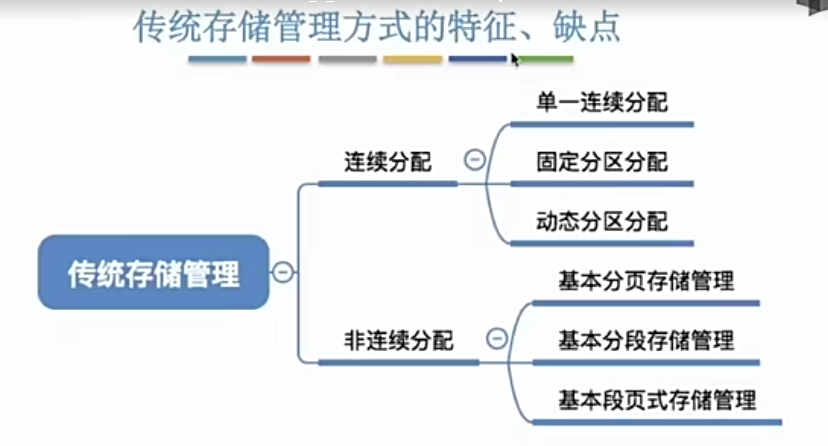 传统存储管理方式的特征、缺点
单一连续分配
连续分配
固定分区分配
动态分区分配
传统存储管理
基本分页存储管理
非连续分配
基本分段存储管理
基本段页式存储管理